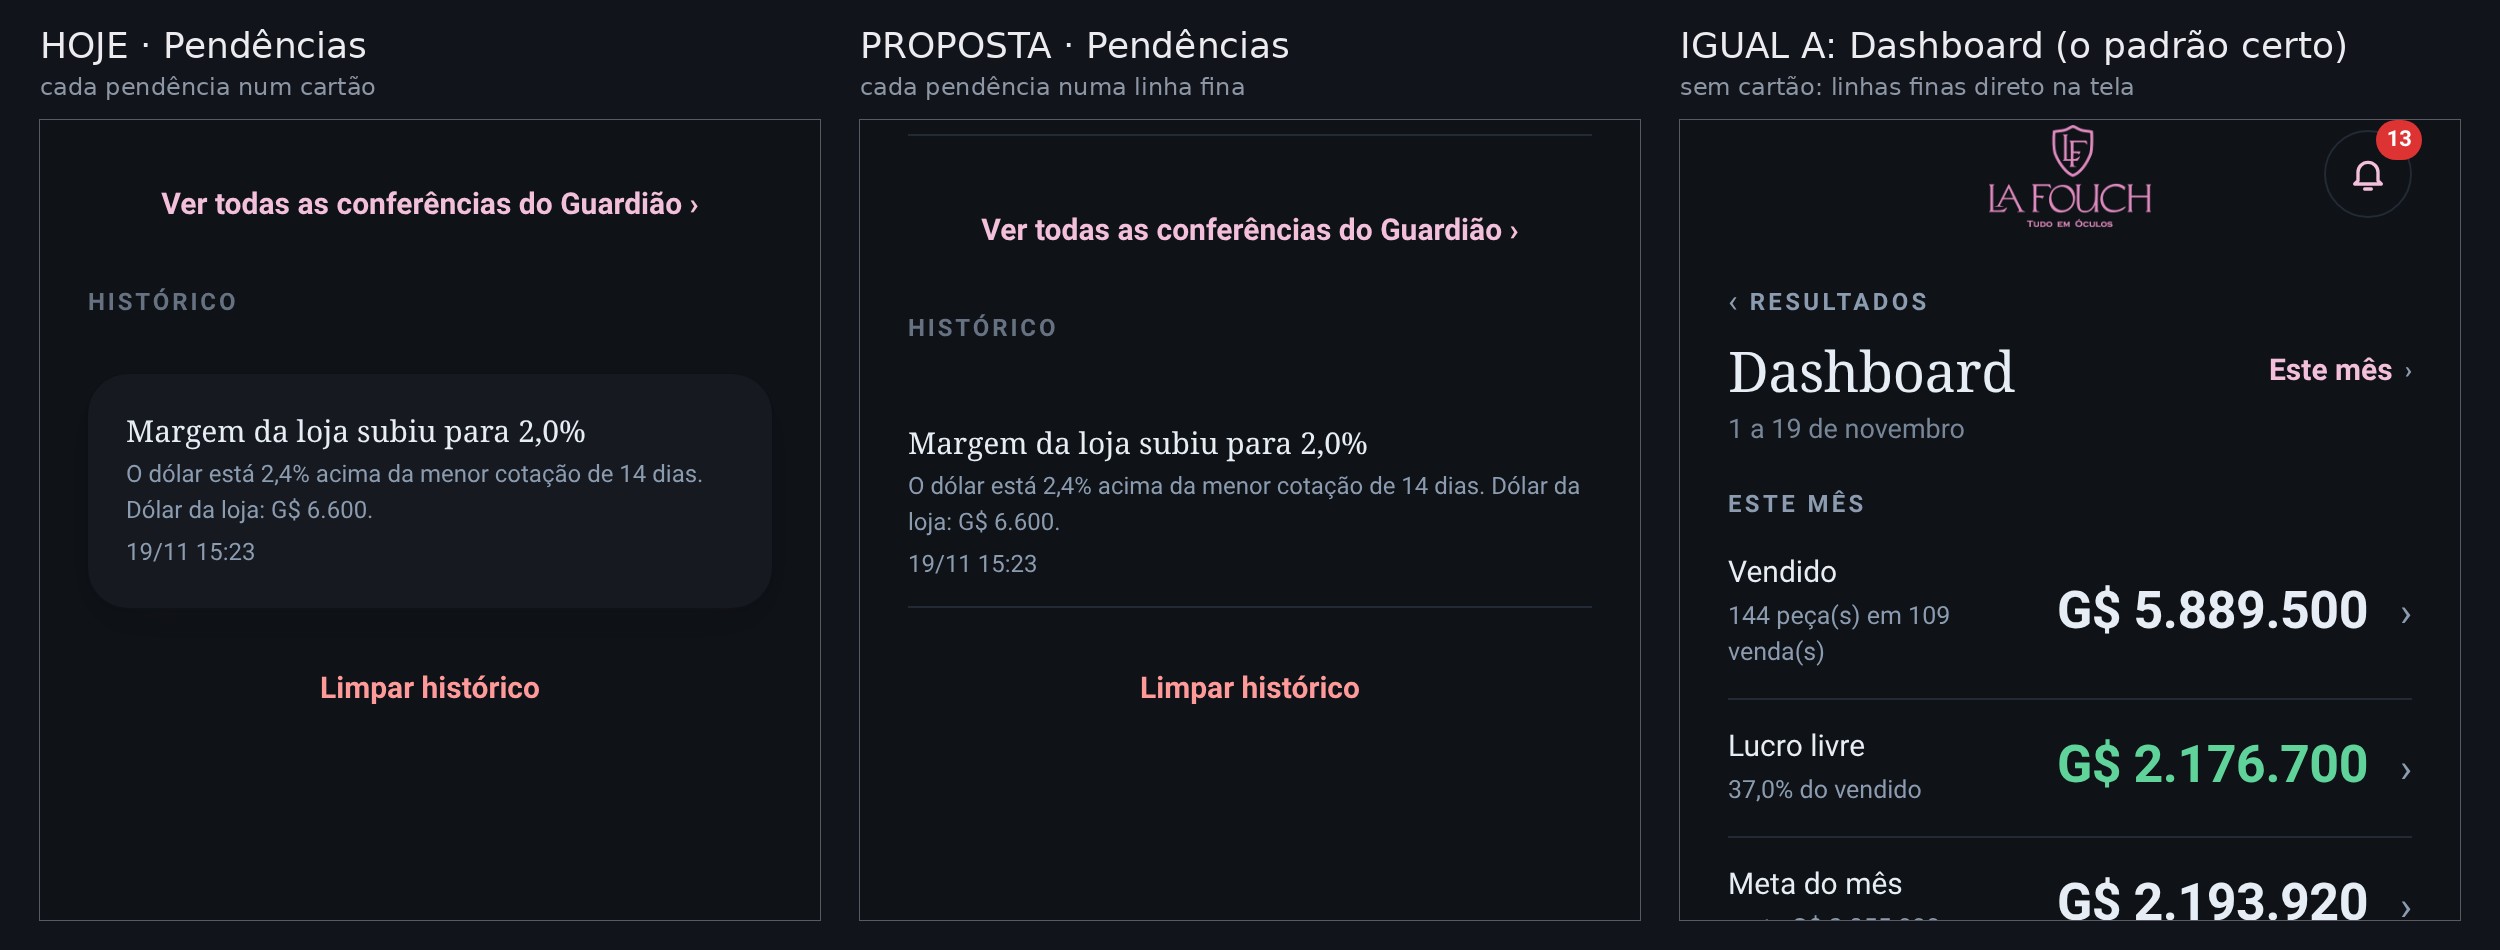 HOJE · Pendências
cada pendência num cartão
Ver todas as conferências do Guardião ›
HISTÓRICO
Margem da loja subiu para 2,0%
O dólar está 2,4% acima da menor cotação de 14 dias.
Dólar da loja: G$ 6.600.
19/11 15:23
Limpar histórico
PROPOSTA · Pendências
cada pendência numa linha fina
Ver todas as conferências do Guardião ›
HISTÓRICO
Margem da loja subiu para 2,0%
O dólar está 2,4% acima da menor cotação de 14 dias. Dólar da
loja: G$ 6.600.
19/11 15:23
Limpar histórico
IGUAL A: Dashboard (o padrão certo)
sem cartão: linhas finas direto na tela
LF
LA FOUCH
TUDO EM ÓCULOS
13
‹ RESULTADOS
Dashboard
Este mês ›
1 a 19 de novembro
ESTE MÊS
Vendido
144 peça(s) em 109
venda(s)
G$ 5.889.500 ›
Lucro livre
37,0% do vendido
G$ 2.176.700 ›
Meta do mês
G$ 2.193.920 ›